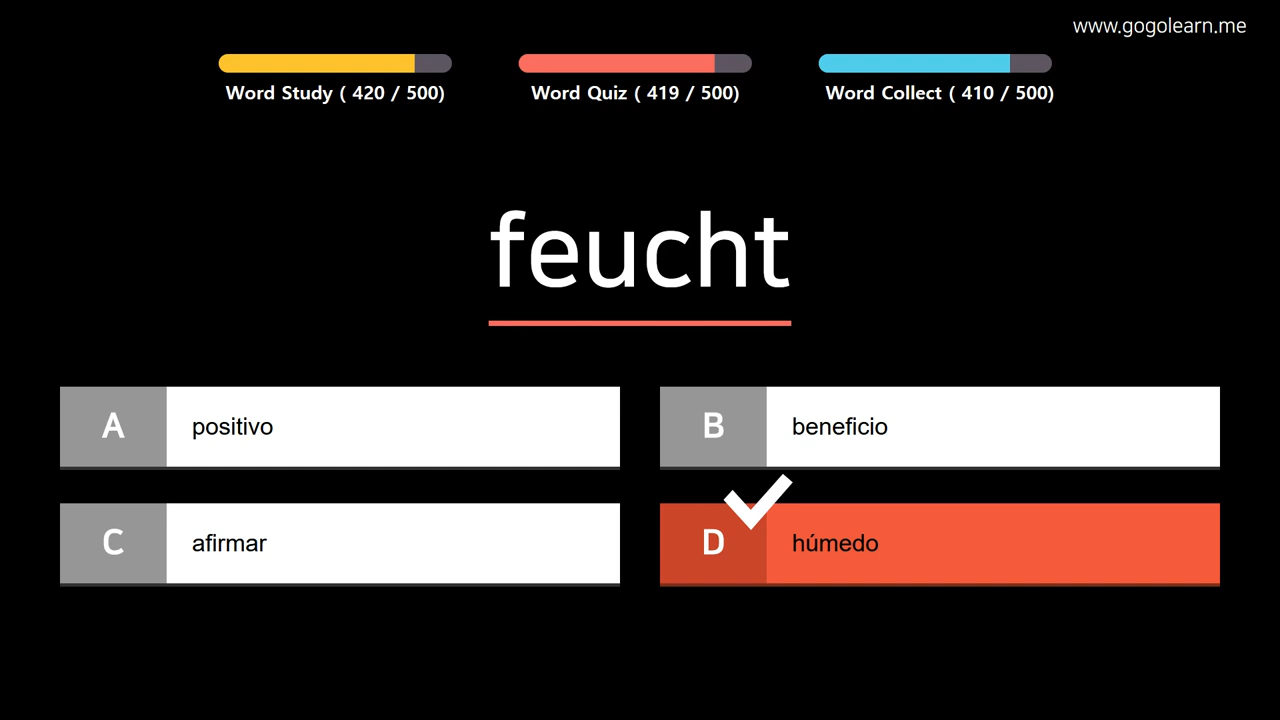 www.gogolearn.me
Word Study ( 420 / 500)
Word Quiz ( 419 / 500)
Word Collect ( 410 / 500)
feucht
A positivo
B beneficio
C afirmar
D húmedo